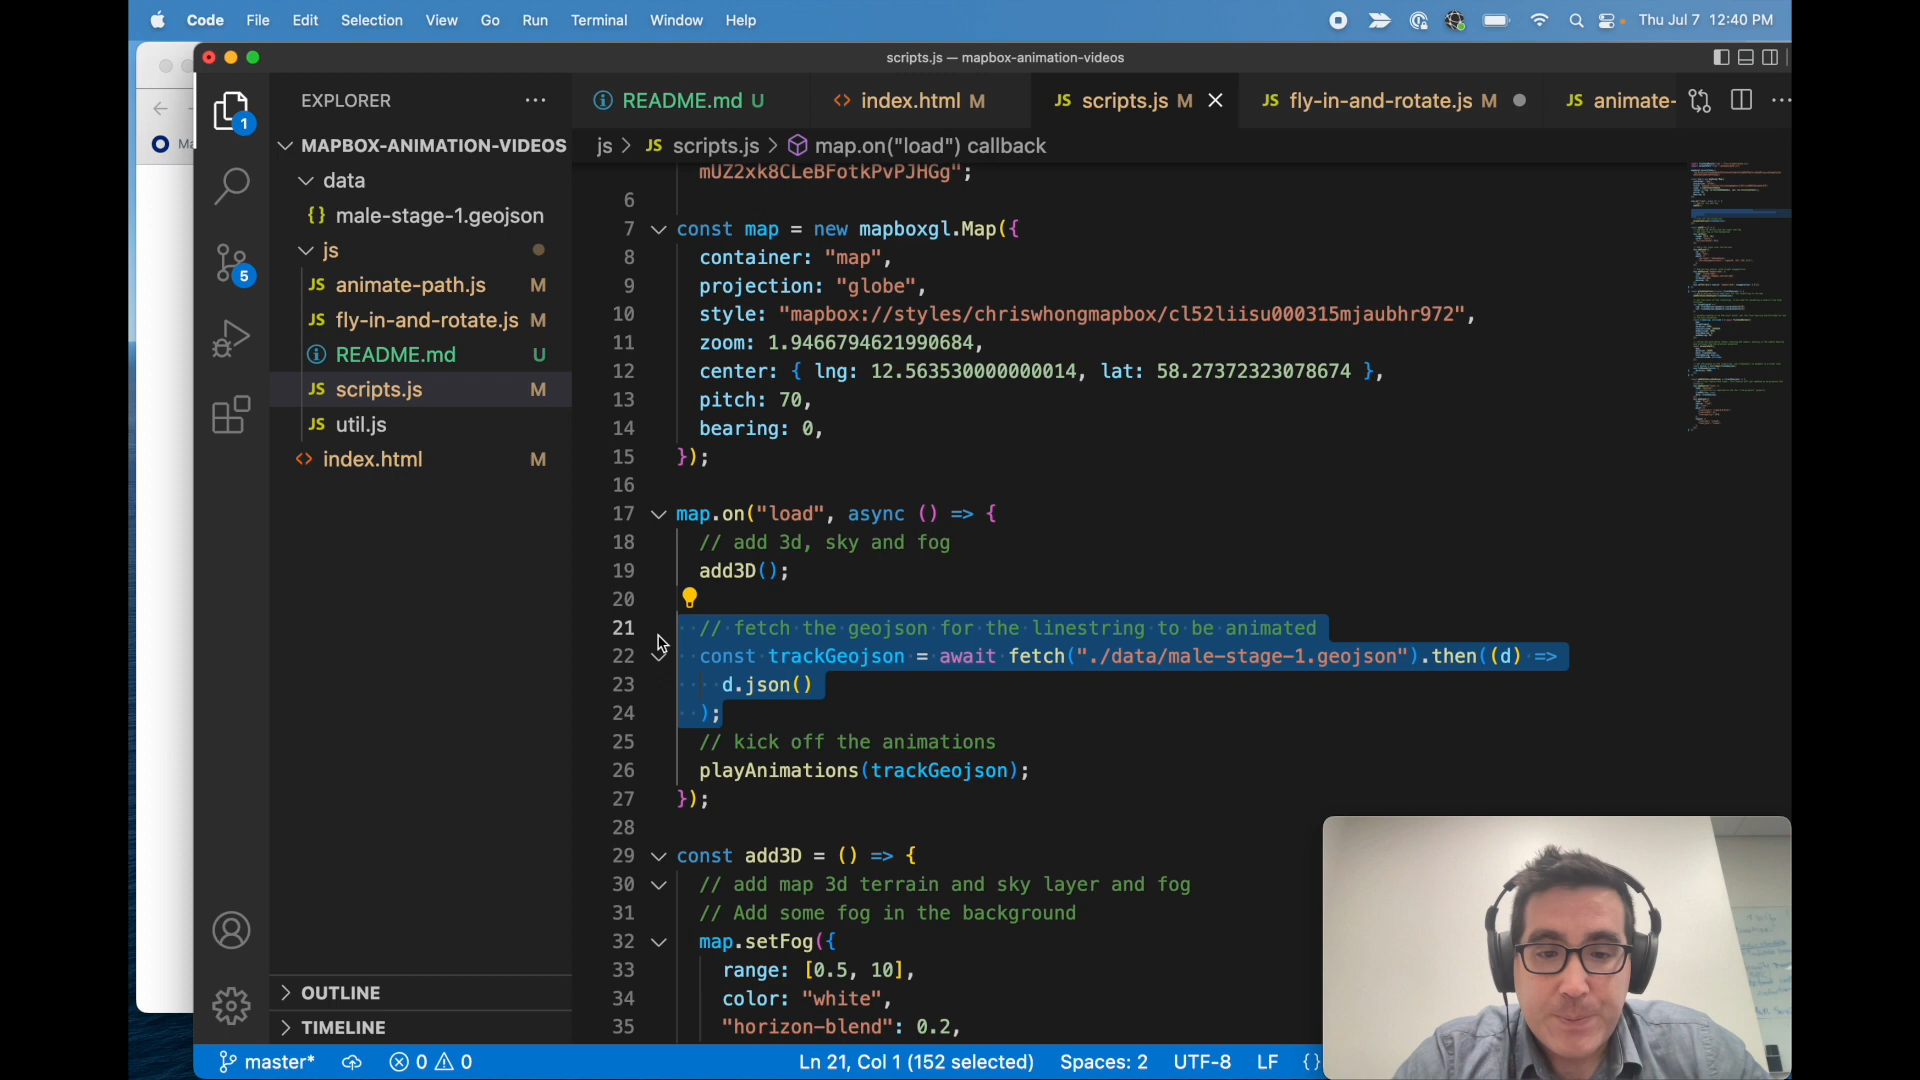 Code File Edit Selection View Go Run Terminal Window Help Thu Jul 7 12:40 PM
scripts.js — mapbox-animation-videos
EXPLORER
README.md U
index.html M
JS scripts.js M
JS fly-in-and-rotate.js M
JS animate-
MAPBOX-ANIMATION-VIDEOS
js > JS scripts.js > map.on("load") callback
data
{} male-stage-1.geojson
js
JS animate-path.js M
JS fly-in-and-rotate.js M
README.md U
JS scripts.js M
JS util.js
<> index.html M
1
5
OUTLINE
TIMELINE
mUZ2xk8CLeBFotkPvPJHGg";
6
7 const map = new mapboxgl.Map({
8 container: "map",
9 projection: "globe",
10 style: "mapbox://styles/chriswhongmapbox/cl52liisu000315mjaubhr972",
11 zoom: 1.9466794621990684,
12 center: { lng: 12.563530000000014, lat: 58.27372323078674 },
13 pitch: 70,
14 bearing: 0,
15 });
16
17 map.on("load", async () => {
18 // add 3d, sky and fog
19 add3D();
20
21 // fetch the geojson for the linestring to be animated
22 const trackGeojson = await fetch("./data/male-stage-1.geojson").then((d) =>
23 d.json()
24 );
25 // kick off the animations
26 playAnimations(trackGeojson);
27 });
28
29 const add3D = () => {
30 // add map 3d terrain and sky layer and fog
31 // Add some fog in the background
32 map.setFog({
33 range: [0.5, 10],
34 color: "white",
35 "horizon-blend": 0.2,
master* 0 0 Ln 21, Col 1 (152 selected) Spaces: 2 UTF-8 LF {}